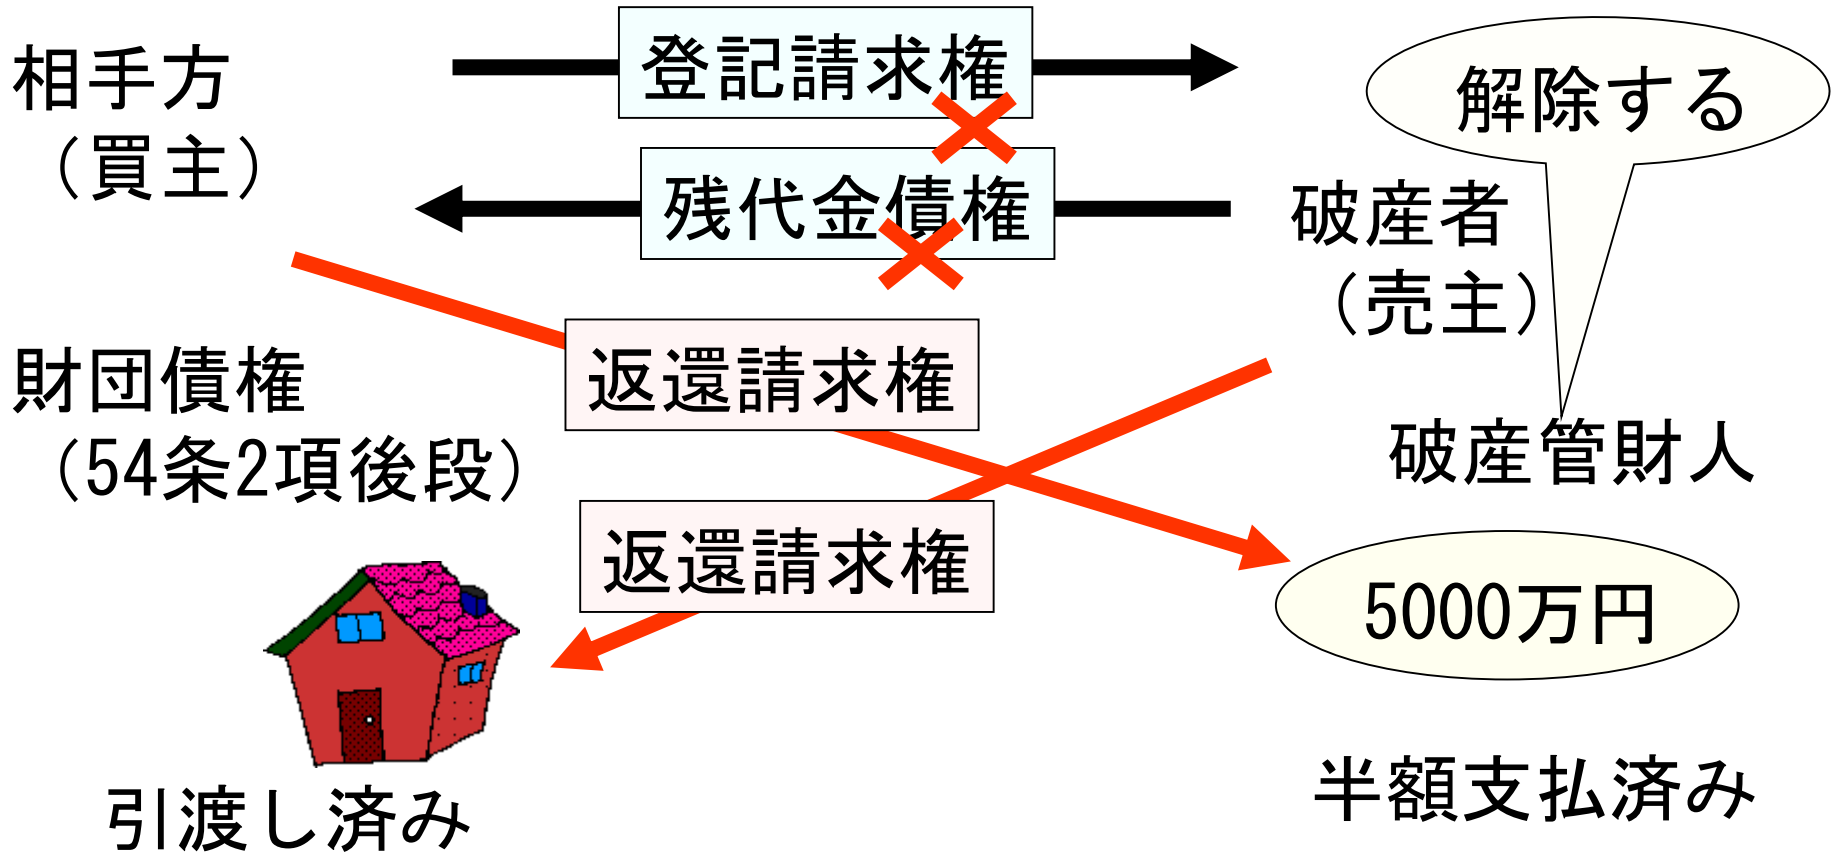 登記請求権
相手方
（買主）
解除する
残代金債権
破産者
（売主）
財団債権
（54条2項後段）
返還請求権
破産管財人
返還請求権
5000万円
引渡し済み
半額支払済み